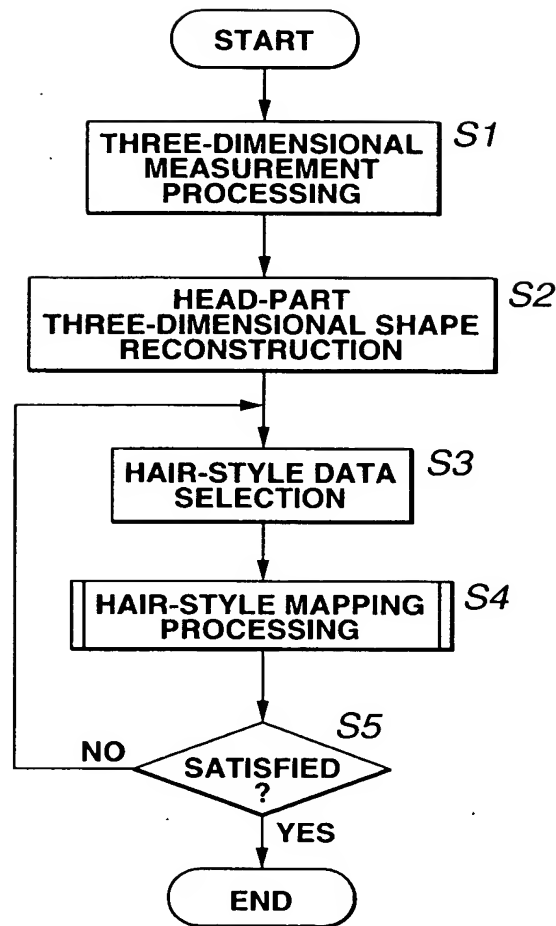 START
THREE-DIMENSIONAL
MEASUREMENT
PROCESSING
S1
HEAD-PART
THREE-DIMENSIONAL SHAPE
RECONSTRUCTION
S2
HAIR-STYLE DATA
SELECTION
S3
HAIR-STYLE MAPPING
PROCESSING
S4
SATISFIED
?
S5
NO
YES
END